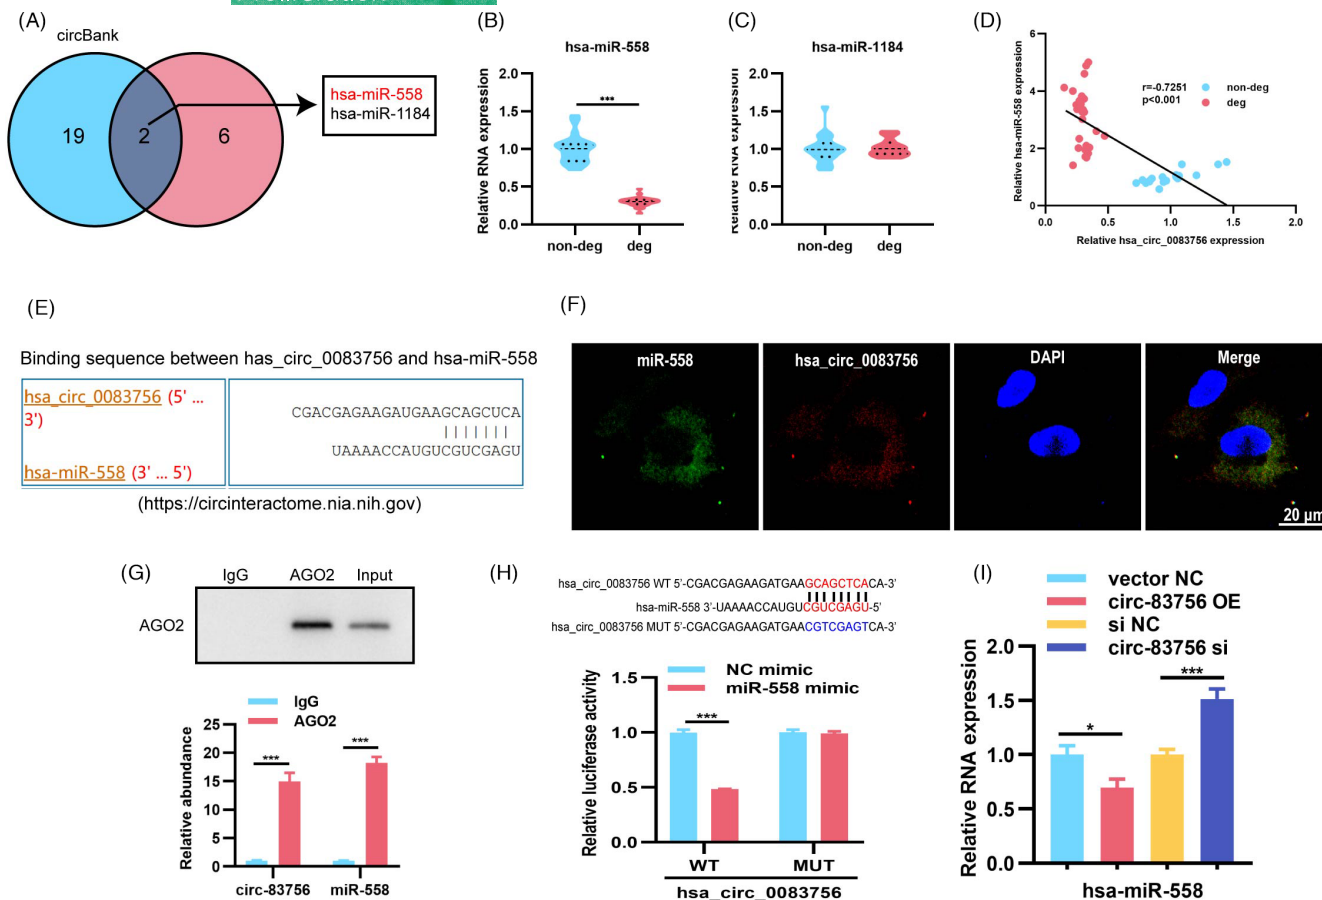 (A)
circBank
19
2
6
hsa-miR-558
hsa-miR-1184
(B)
hsa-miR-558
Relative RNA expression
2.0
1.5
1.0
0.5
0.0
***
non-deg
deg
(C)
hsa-miR-1184
Relative RNA expression
2.0
1.5
1.0
0.5
0.0
non-deg
deg
(D)
Relative hsa-miR-558 expression
6
4
2
0
r=-0.7251
p<0.001
non-deg
deg
0.0
0.5
1.0
1.5
2.0
Relative hsa_circ_0083756 expression
(E)
Binding sequence between has_circ_0083756 and hsa-miR-558
hsa_circ_0083756 (5' ...
3')
CGACGAGAAGAUGAAGCAGCUCA
hsa-miR-558 (3' ... 5')
UAAAACCAUGUCGUCGAGU
(https://circinteractome.nia.nih.gov)
(F)
miR-558
hsa_circ_0083756
DAPI
Merge
20 μm
(G)
IgG
AGO2
Input
AGO2
IgG
AGO2
Relative abundance
25
20
15
10
5
0
***
***
circ-83756
miR-558
(H)
hsa_circ_0083756 WT 5'-CGACGAGAAGATGAAGCAGCTCACA-3'
hsa-miR-558 3'-UAAAACCAUGUCGUCGAGU-5'
hsa_circ_0083756 MUT 5'-CGACGAGAAGATGAACGTCGAGTCA-3'
NC mimic
miR-558 mimic
Relative luciferase activity
1.5
1.0
0.5
0.0
***
WT
MUT
hsa_circ_0083756
(I)
vector NC
circ-83756 OE
si NC
circ-83756 si
Relative RNA expression
2.0
1.5
1.0
0.5
0.0
*
***
hsa-miR-558